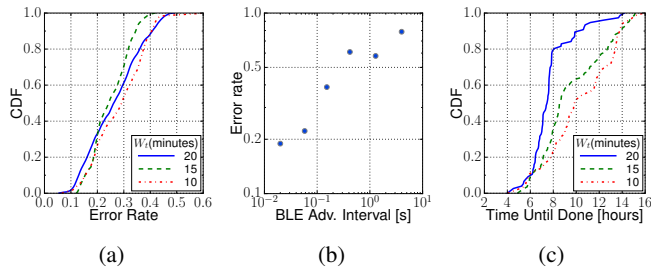 1.0
0.8
0.6
0.4
0.2
0.0
CDF
0.0 0.1 0.2 0.3 0.4 0.5 0.6
Error Rate
W_t(minutes)
20
15
10
(a)
1.0
0.5
0.2
0.1
Error rate
10^-2 10^-1 10^0 10^1
BLE Adv. Interval [s]
(b)
1.0
0.8
0.6
0.4
0.2
0.0
CDF
2 4 6 8 10 12 14 16
Time Until Done [hours]
W_t(minutes)
20
15
10
(c)